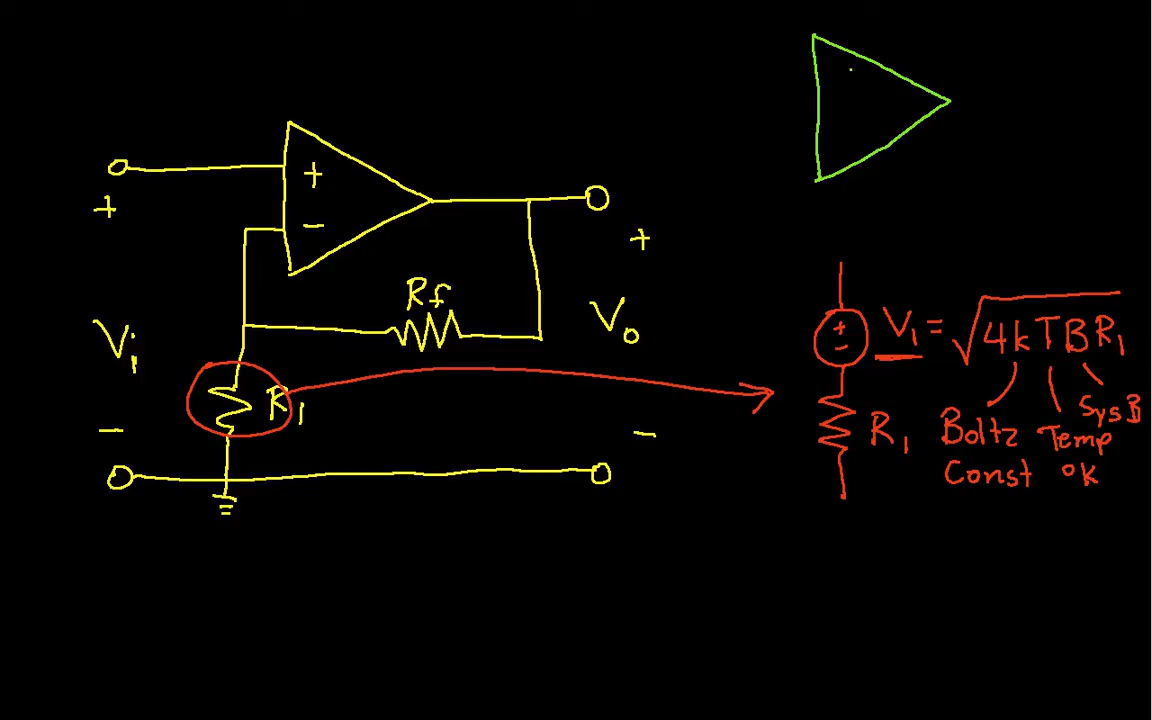 +
-
+
Rf
+
Vi
Vo
R1
-
-
+
-
V1 = √4kTBR1
R1
Boltz
Const
Temp
°K
Sys B